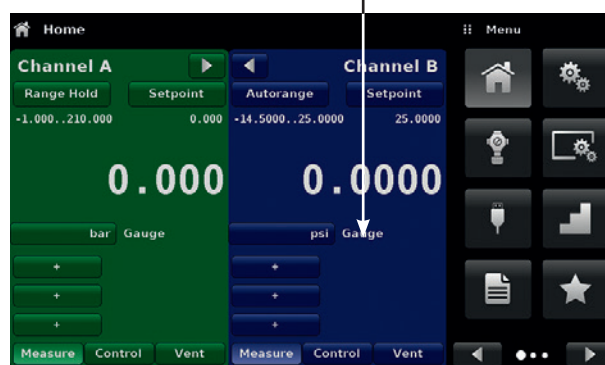 Home
Menu
Channel A
Channel B
Range Hold Setpoint
Autorange Setpoint
-1.000..210.000 0.000
-14.5000..25.0000 25.0000
0.000
0.0000
bar Gauge
psi Gauge
+
+
+
+
+
+
Measure Control Vent
Measure Control Vent